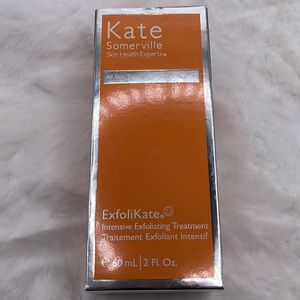 Kate
Somerville
Skin Health Experts®
ExfoliKate®
Intensive Exfoliating Treatment
Traitement Exfoliant Intensif
60 mL | 2 Fl. Oz.